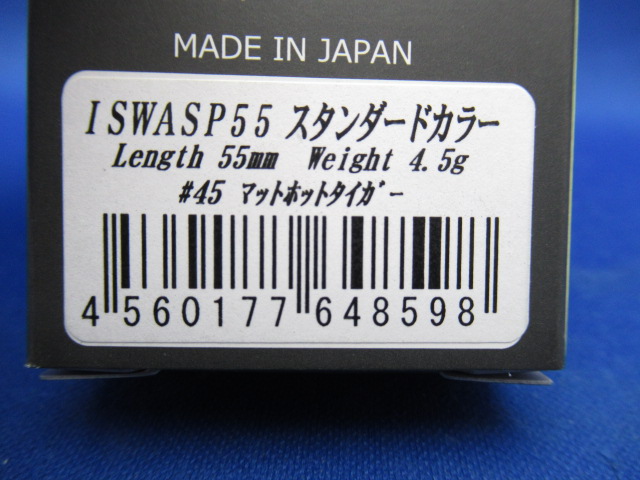 MADE IN JAPAN
ISWASP55 スタンダードカラー
Length 55mm Weight 4.5g
#45 マットホットタイガー
4 560177 648598